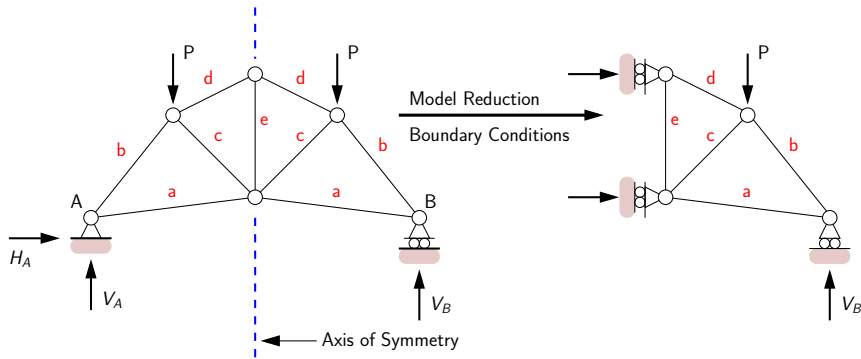 P P P
d d d
Model Reduction
e e
b c c b c b
Boundary Conditions
a a a
A B
H_A
V_A V_B V_B
Axis of Symmetry